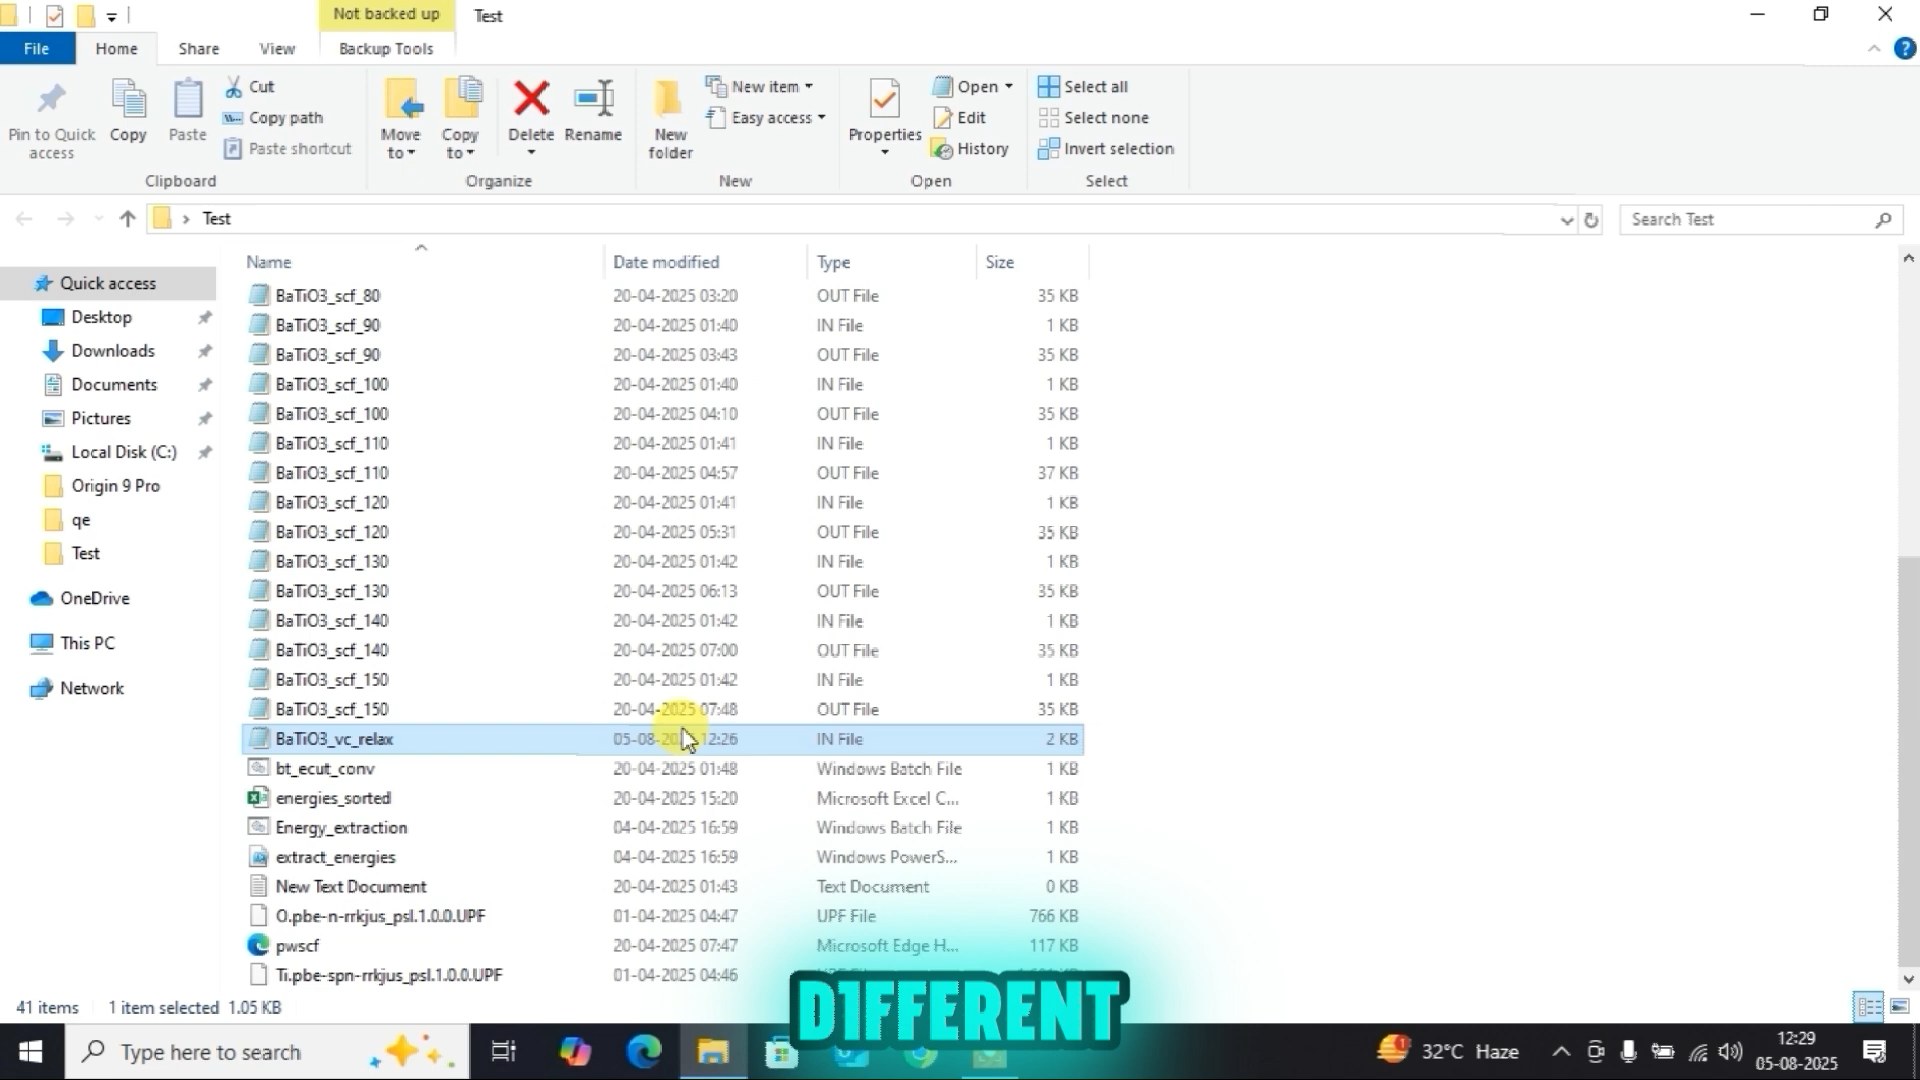 Not backed up
Test
File
Home
Share
View
Backup Tools
Pin to Quick access
Copy
Paste
Cut
Copy path
Paste shortcut
Clipboard
Move to
Copy to
Delete
Rename
Organize
New folder
New item
Easy access
New
Properties
Open
Edit
History
Open
Select all
Select none
Invert selection
Select
Test
Search Test
Name
Date modified
Type
Size
Quick access
Desktop
Downloads
Documents
Pictures
Local Disk (C:)
Origin 9 Pro
qe
Test
OneDrive
This PC
Network
BaTiO3_scf_80 20-04-2025 03:20 OUT File 35 KB
BaTiO3_scf_90 20-04-2025 01:40 IN File 1 KB
BaTiO3_scf_90 20-04-2025 03:43 OUT File 35 KB
BaTiO3_scf_100 20-04-2025 01:40 IN File 1 KB
BaTiO3_scf_100 20-04-2025 04:10 OUT File 35 KB
BaTiO3_scf_110 20-04-2025 01:41 IN File 1 KB
BaTiO3_scf_110 20-04-2025 04:57 OUT File 37 KB
BaTiO3_scf_120 20-04-2025 01:41 IN File 1 KB
BaTiO3_scf_120 20-04-2025 05:31 OUT File 35 KB
BaTiO3_scf_130 20-04-2025 01:42 IN File 1 KB
BaTiO3_scf_130 20-04-2025 06:13 OUT File 35 KB
BaTiO3_scf_140 20-04-2025 01:42 IN File 1 KB
BaTiO3_scf_140 20-04-2025 07:00 OUT File 35 KB
BaTiO3_scf_150 20-04-2025 01:42 IN File 1 KB
BaTiO3_scf_150 20-04-2025 07:48 OUT File 35 KB
BaTiO3_vc_relax 12:26 IN File 2 KB
bt_ecut_conv 20-04-2025 01:48 Windows Batch File 1 KB
energies_sorted 20-04-2025 15:20 Microsoft Excel C... 1 KB
Energy_extraction 04-04-2025 16:59 Windows Batch File 1 KB
extract_energies 04-04-2025 16:59 Windows PowerS... 1 KB
New Text Document 20-04-2025 01:43 Text Document 0 KB
O.pbe-n-rrkjus_psl.1.0.0.UPF 01-04-2025 04:47 UPF File 766 KB
pwscf 20-04-2025 07:47 Microsoft Edge H... 117 KB
Ti.pbe-spn-rrkjus_psl.1.0.0.UPF 01-04-2025 04:46
41 items 1 item selected 1.05 KB
D1FFERENT
Type here to search
32°C Haze
12:29
05-08-2025